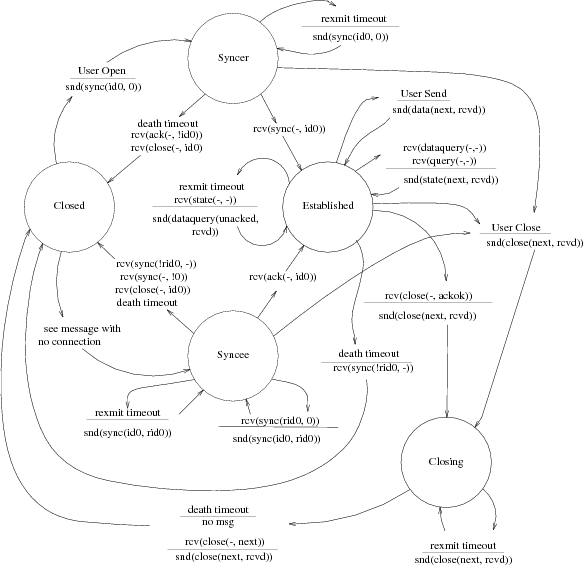 rexmit timeout
snd(sync(id0, 0))
Syncer
User Open
snd(sync(id0, 0))
User Send
snd(data(next, rcvd))
death timeout
rcv(ack(-, !id0))
rcv(close(-, id0)
rcv(sync(-, id0))
rcv(dataquery(-,-))
rcv(query(-,-))
snd(state(next, rcvd))
rexmit timeout
rcv(state(-, -))
snd(dataquery(unacked,
rcvd))
Closed
Established
User Close
snd(close(next, rcvd))
rcv(sync(!rid0, -))
rcv(sync(-, !0))
rcv(close(-, id0))
death timeout
rcv(ack(-, id0))
rcv(close(-, ackok))
snd(close(next, rcvd))
see message with
no connection
Syncee
death timeout
rcv(sync(!rid0, -))
rexmit timeout
snd(sync(id0, rid0))
rcv(sync(rid0, 0))
snd(sync(id0, rid0))
Closing
death timeout
no msg
rcv(close(-, next))
snd(close(next, rcvd))
rexmit timeout
snd(close(next, rcvd))